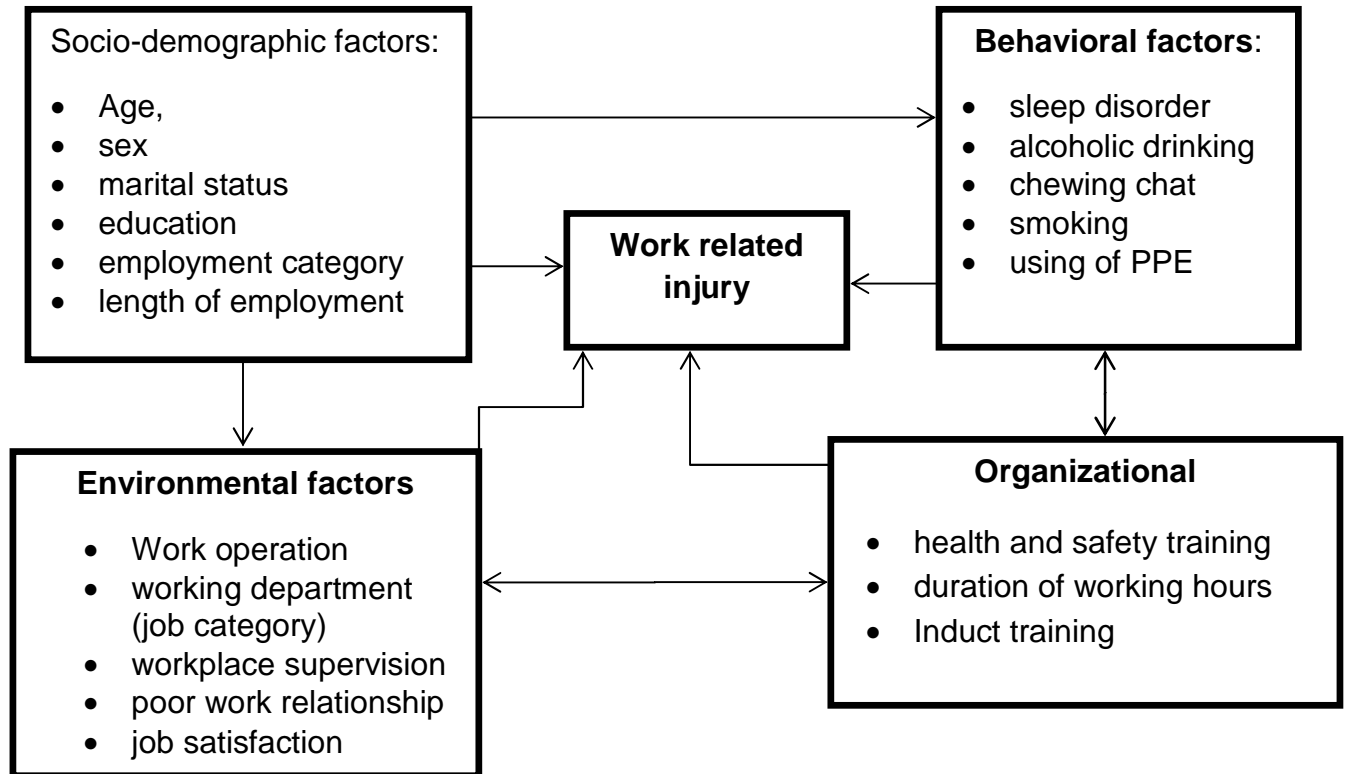 Socio-demographic factors:
• Age,
• sex
• marital status
• education
• employment category
• length of employment
Behavioral factors:
• sleep disorder
• alcoholic drinking
• chewing chat
• smoking
• using of PPE
Work related
injury
Environmental factors
• Work operation
• working department
(job category)
• workplace supervision
• poor work relationship
• job satisfaction
Organizational
• health and safety training
• duration of working hours
• Induct training